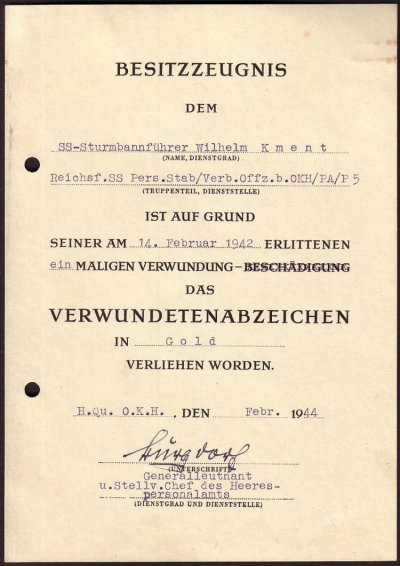 BESITZZEUGNIS
DEM
SS-Sturmbannführer Wilhelm K m e n t
(NAME, DIENSTGRAD)
Reichsf.SS Pers.Stab/Verb.Offz.b.OKH/PA/P 5
(TRUPPENTEIL, DIENSTSTELLE)
IST AUF GRUND
SEINER AM 14. Februar 1942 ERLITTENEN
ein MALIGEN VERWUNDUNG – BESCHÄDIGUNG
DAS
VERWUNDETENABZEICHEN
IN G o l d
VERLIEHEN WORDEN.
H.Qu. O.K.H. , DEN Febr. 1944
Burgdorf
(UNTERSCHRIFT)
Generalleutnant
u.Stellv.Chef des Heeres-
personalamts
(DIENSTGRAD UND DIENSTSTELLE)